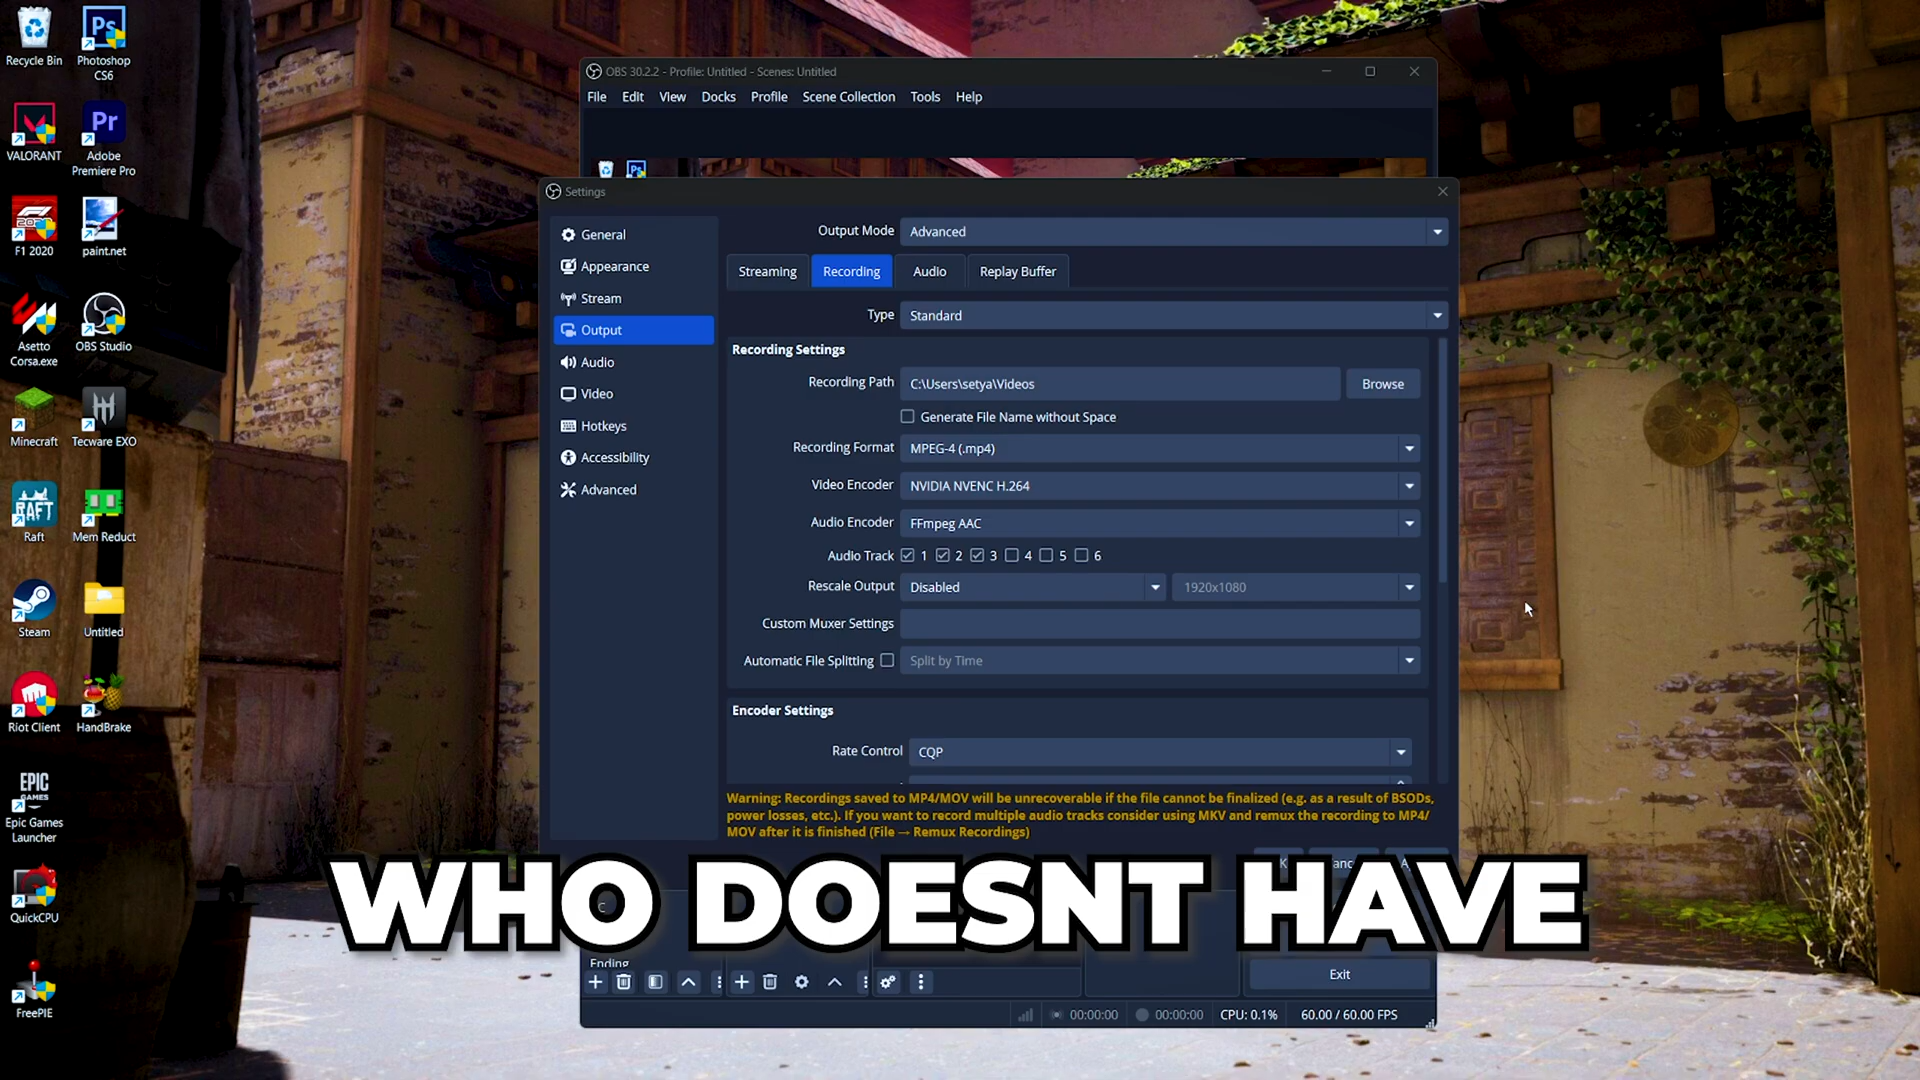 Recycle Bin
Photoshop CS6
VALORANT
Adobe Premiere Pro
F1 2020
paint.net
Asetto Corsa.exe
OBS Studio
Minecraft
Tecware EXO
Raft
Mem Reduct
Steam
Untitled
Riot Client
HandBrake
Epic Games Launcher
QuickCPU
FreePIE
OBS 30.2.2 - Profile: Untitled - Scenes: Untitled
File Edit View Docks Profile Scene Collection Tools Help
Settings
General
Appearance
Stream
Output
Audio
Video
Hotkeys
Accessibility
Advanced
Output Mode Advanced
Streaming Recording Audio Replay Buffer
Type Standard
Recording Settings
Recording Path C:\Users\setya\Videos Browse
Generate File Name without Space
Recording Format MPEG-4 (.mp4)
Video Encoder NVIDIA NVENC H.264
Audio Encoder FFmpeg AAC
Audio Track 1 2 3 4 5 6
Rescale Output Disabled 1920x1080
Custom Muxer Settings
Automatic File Splitting Split by Time
Encoder Settings
Rate Control CQP
Warning: Recordings saved to MP4/MOV will be unrecoverable if the file cannot be finalized (e.g. as a result of BSODs,
power losses, etc.). If you want to record multiple audio tracks consider using MKV and remux the recording to MP4/
MOV after it is finished (File → Remux Recordings)
WHO DOESNT HAVE
Ending
Exit
00:00:00 00:00:00 CPU: 0.1% 60.00 / 60.00 FPS